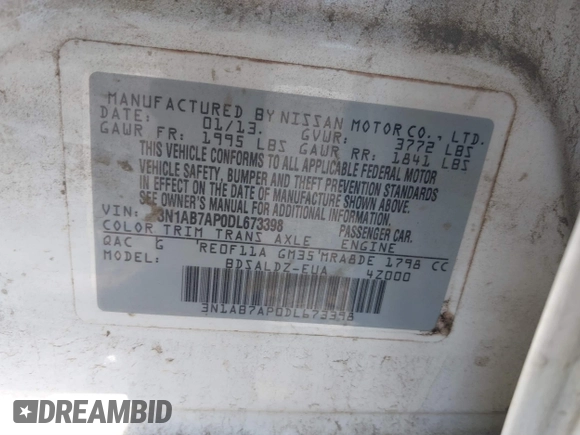 MANUFACTURED BY NISSAN MOTOR CO., LTD.
DATE: 01/13. GVWR: 3772 LBS
GAWR FR: 1995 LBS GAWR RR: 1841 LBS
THIS VEHICLE CONFORMS TO ALL APPLICABLE FEDERAL MOTOR
VEHICLE SAFETY, BUMPER AND THEFT PREVENTION STANDARDS
IN EFFECT ON THE DATE OF MANUFACTURE SHOWN ABOVE.
SEE OWNER'S MANUAL FOR ADDITIONAL INFORMATION.
VIN: 3N1AB7AP0DL673398 PASSENGER CAR.
COLOR TRIM TRANS AXLE ENGINE
QAC G RE0F11A GM35 MRA8DE 1798 CC
MODEL: BDSALDZ-EUA 4Z000
3N1AB7AP0DL673398
DREAMBID